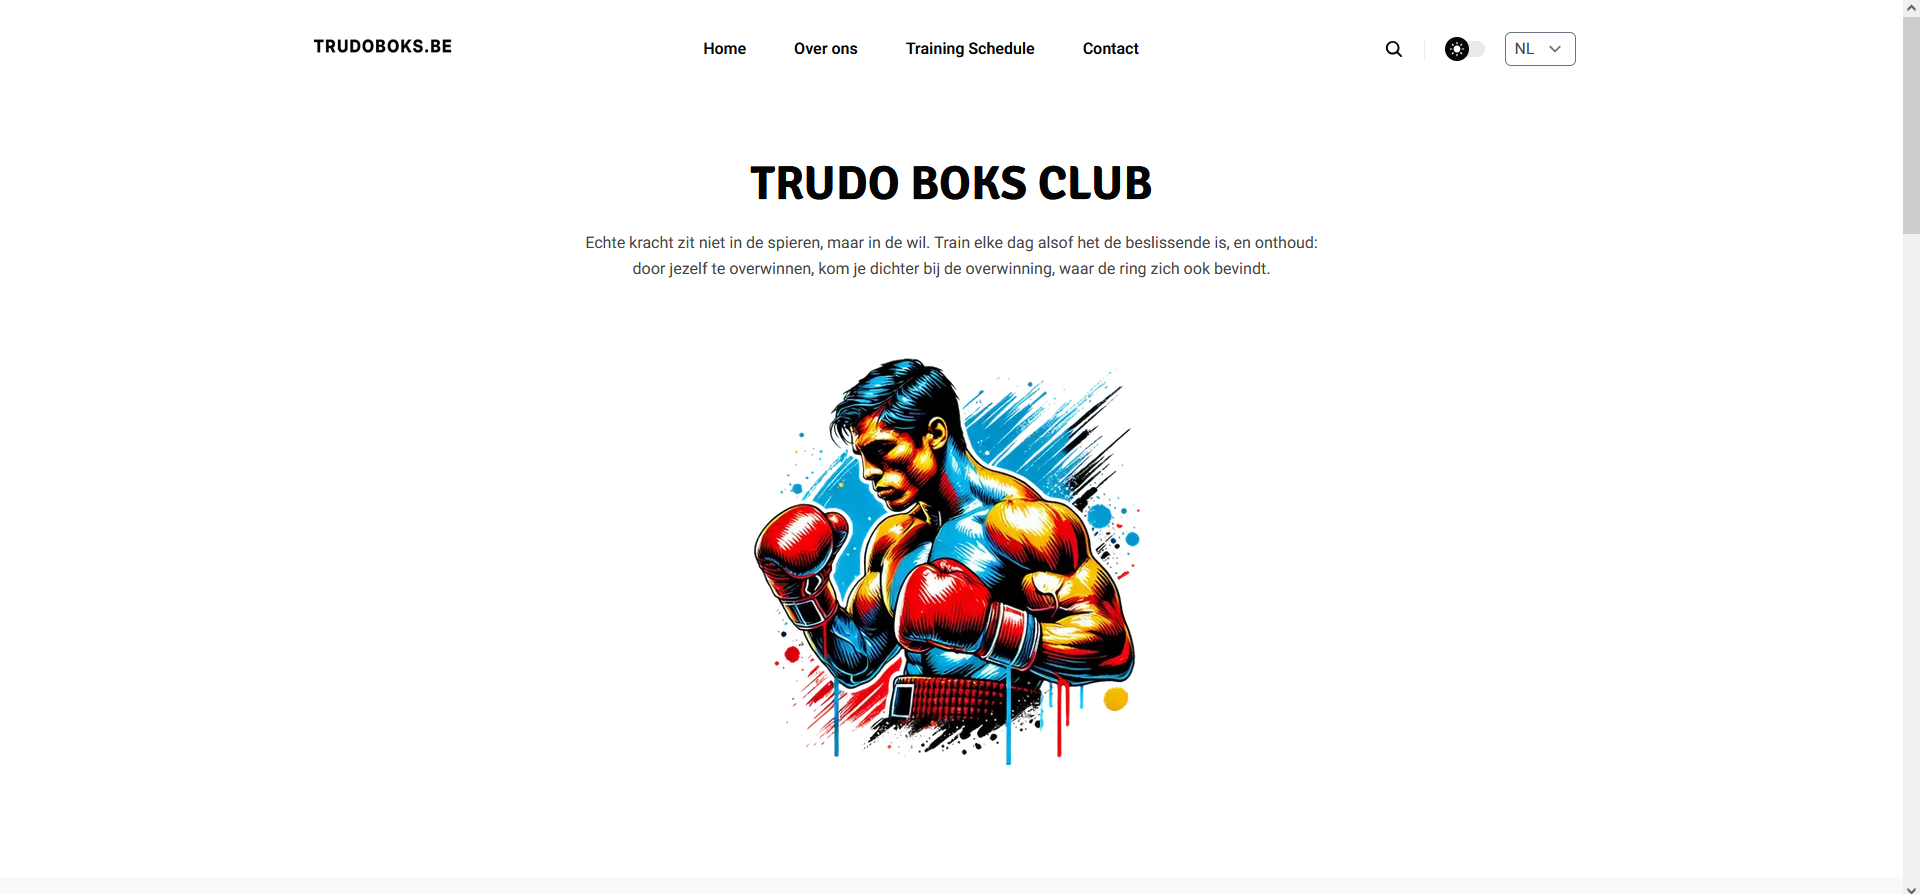 TRUDOBOKS.BE
Home Over ons Training Schedule Contact
NL
TRUDO BOKS CLUB
Echte kracht zit niet in de spieren, maar in de wil. Train elke dag alsof het de beslissende is, en onthoud:
door jezelf te overwinnen, kom je dichter bij de overwinning, waar de ring zich ook bevindt.